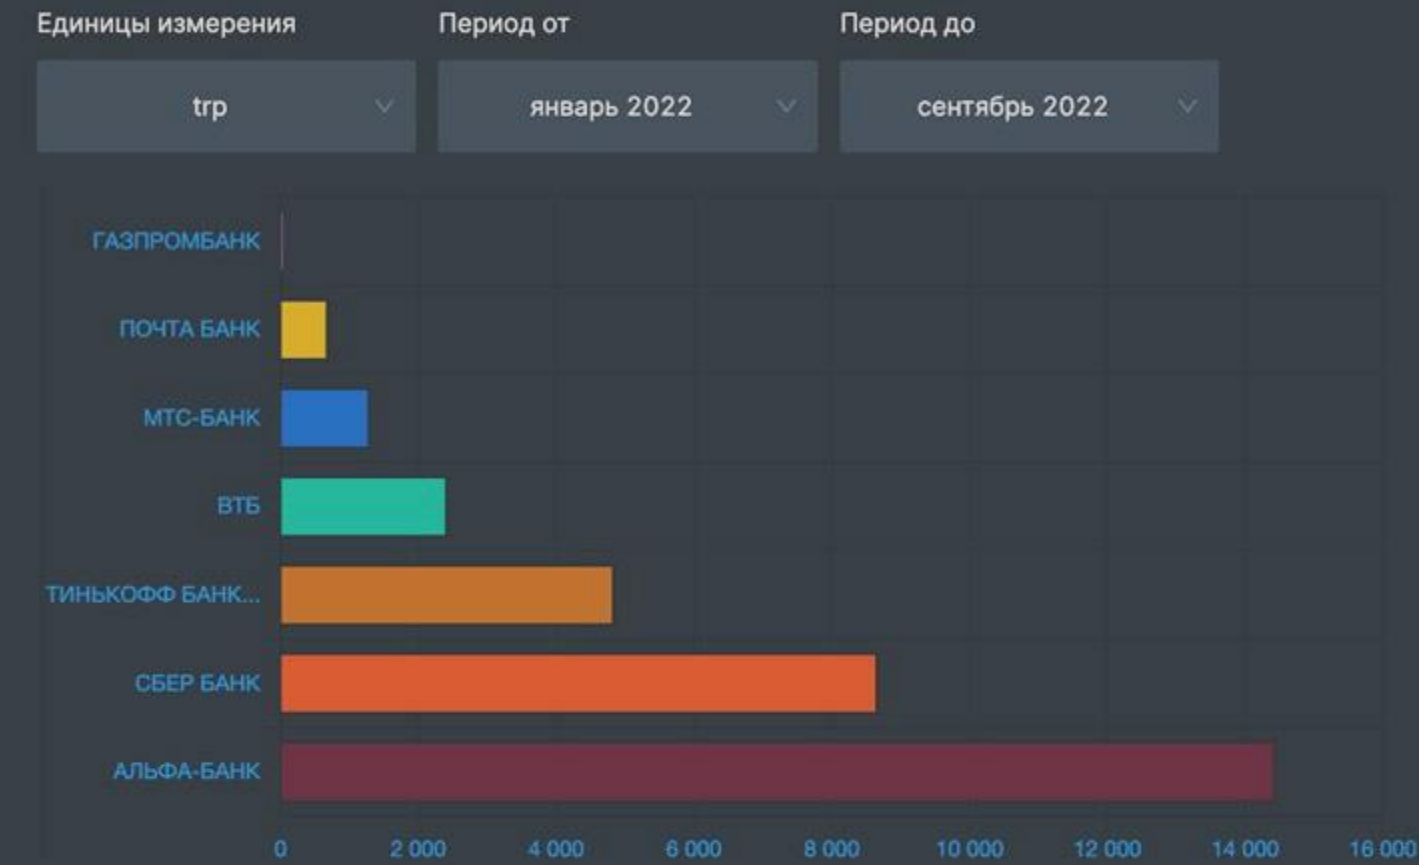 Единицы измерения Период от Период до
trp январь 2022 сентябрь 2022
ГАЗПРОМБАНК
ПОЧТА БАНК
МТС-БАНК
ВТБ
ТИНЬКОФФ БАНК...
СБЕР БАНК
АЛЬФА-БАНК
0 2 000 4 000 6 000 8 000 10 000 12 000 14 000 16 000